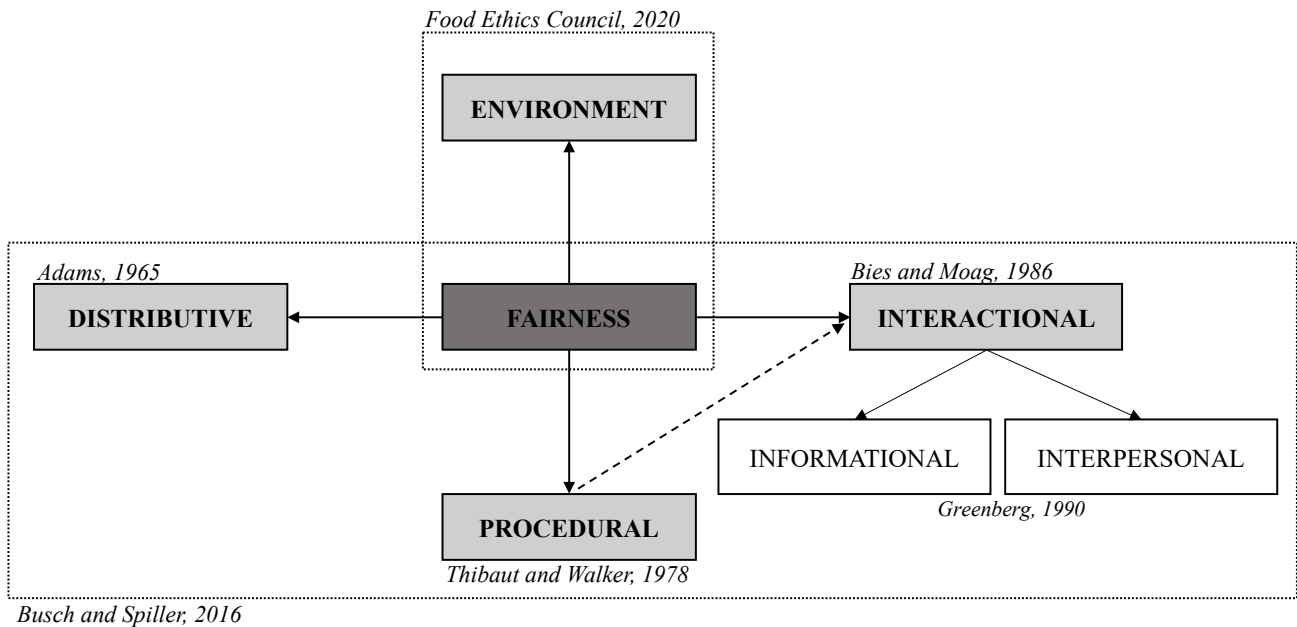 Food Ethics Council, 2020
ENVIRONMENT
Adams, 1965
Bies and Moag, 1986
DISTRIBUTIVE
FAIRNESS
INTERACTIONAL
INFORMATIONAL
INTERPERSONAL
Greenberg, 1990
PROCEDURAL
Thibaut and Walker, 1978
Busch and Spiller, 2016